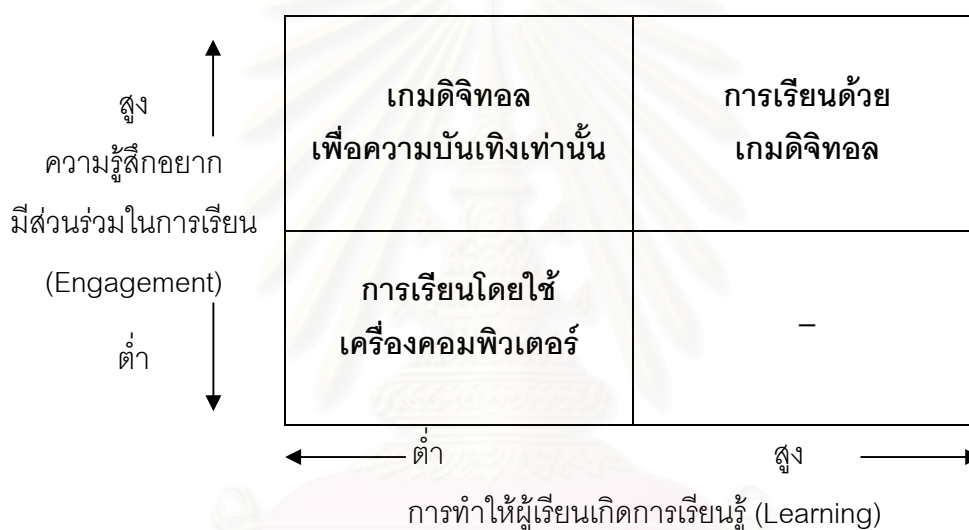 สูง
ความรู้สึกอยาก
มีส่วนร่วมในการเรียน
(Engagement)
ต่ำ
เกมดิจิทอล
เพื่อความบันเทิงเท่านั้น
การเรียนด้วย
เกมดิจิทอล
การเรียนโดยใช้
เครื่องคอมพิวเตอร์
–
ต่ำ
สูง
การทำให้ผู้เรียนเกิดการเรียนรู้ (Learning)